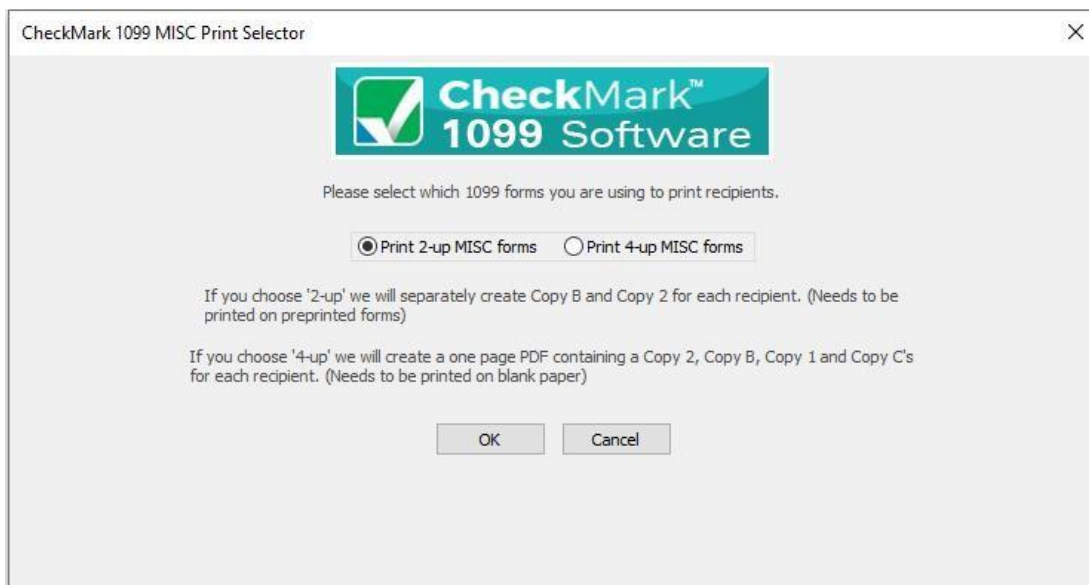 CheckMark 1099 MISC Print Selector
CheckMark™
1099 Software
Please select which 1099 forms you are using to print recipients.
Print 2-up MISC forms Print 4-up MISC forms
If you choose '2-up' we will separately create Copy B and Copy 2 for each recipient. (Needs to be
printed on preprinted forms)
If you choose '4-up' we will create a one page PDF containing a Copy 2, Copy B, Copy 1 and Copy C's
for each recipient. (Needs to be printed on blank paper)
OK Cancel